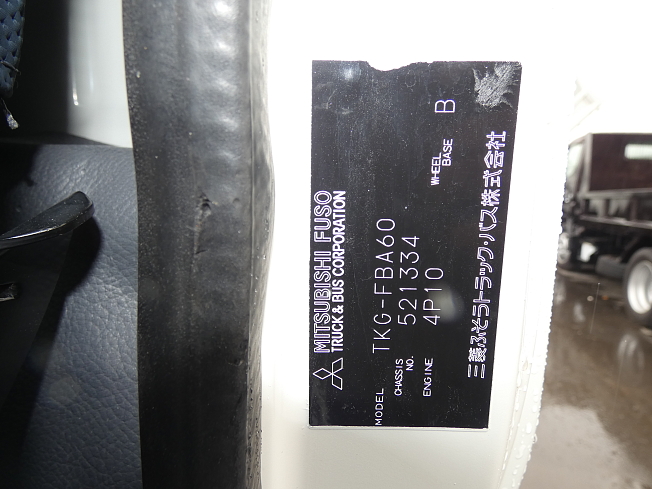 MITSUBISHI FUSO
TRUCK & BUS CORPORATION
MODEL TKG-FBA60
CHASSIS NO. 521334
ENGINE 4P10 WHEEL BASE B
三菱ふそうトラック・バス株式会社